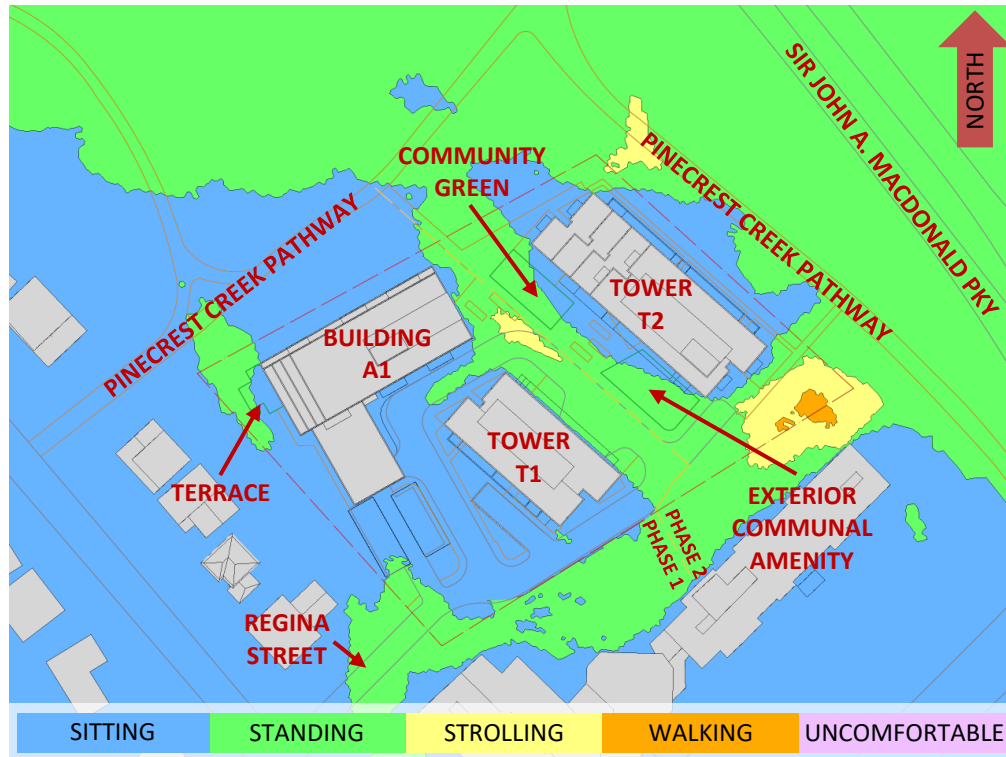 NORTH
SIR JOHN A. MACDONALD PKY
PINECREST CREEK PATHWAY
COMMUNITY
GREEN
PINECREST CREEK PATHWAY
TOWER
T2
BUILDING
A1
TOWER
T1
TERRACE
EXTERIOR
COMMUNAL
AMENITY
PHASE 2
PHASE 1
REGINA
STREET
SITTING
STANDING
STROLLING
WALKING
UNCOMFORTABLE